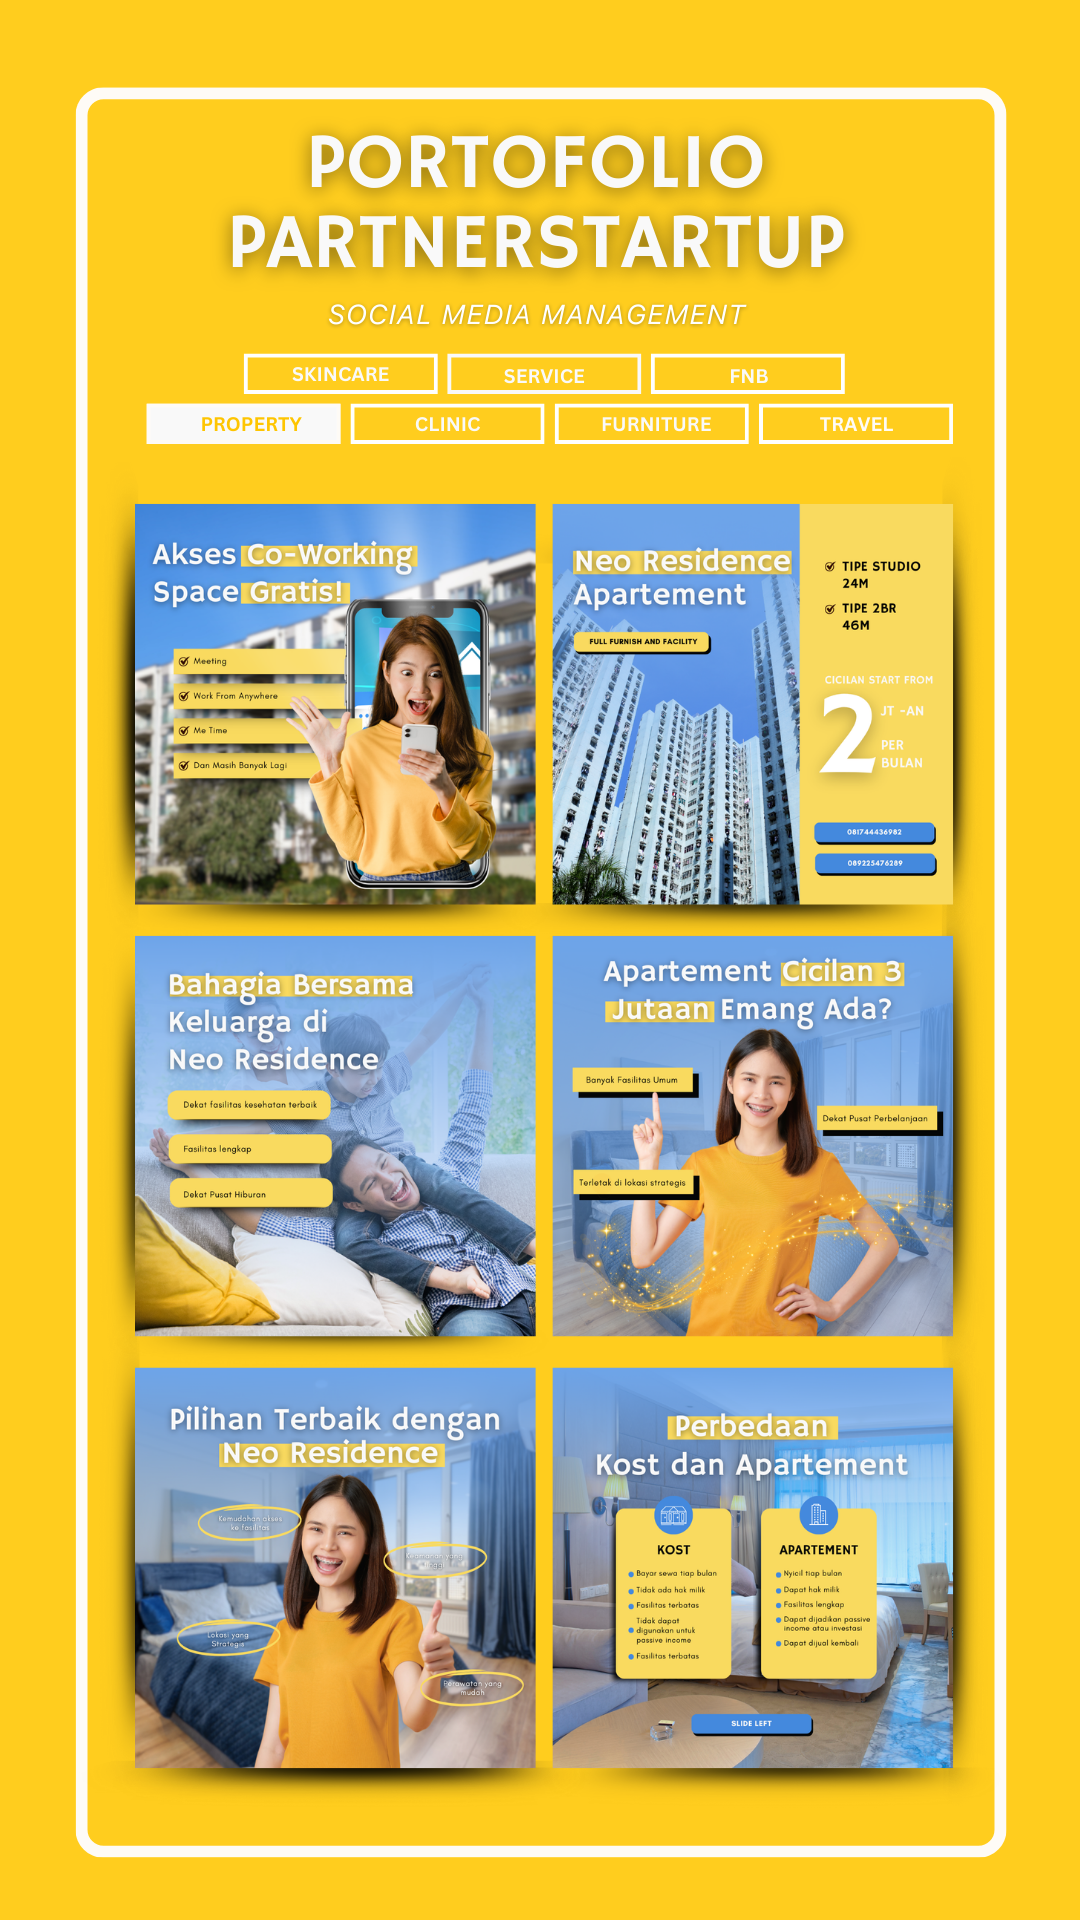 PORTOFOLIO
PARTNERSTARTUP
SOCIAL MEDIA MANAGEMENT
SKINCARE
SERVICE
FNB
PROPERTY
CLINIC
FURNITURE
TRAVEL
Akses Co-Working
Space Gratis!
Meeting
Work From Anywhere
Me Time
Dan Masih Banyak Lagi
Neo Residence
Apartement
FULL FURNISH AND FACILITY
TIPE STUDIO
24M
TIPE 2BR
46M
CICILAN START FROM
2
JT -AN
PER
BULAN
081744436982
089225476289
Bahagia Bersama
Keluarga di
Neo Residence
Dekat fasilitas kesehatan terbaik
Fasilitas lengkap
Dekat Pusat Hiburan
Apartement Cicilan 3
Jutaan Emang Ada?
Banyak Fasilitas Umum
Dekat Pusat Perbelanjaan
Terletak di lokasi strategis
Pilihan Terbaik dengan
Neo Residence
Kemudahan akses
ke fasilitas
Keamanan yang
Lokasi yang
Strategis
Perawatan yang
mudah
Perbedaan
Kost dan Apartement
KOST
Bayar sewa tiap bulan
Tidak ada hak milik
Fasilitas terbatas
Tidak dapat
digunakan untuk
passive income
Fasilitas terbatas
APARTEMENT
Nyicil tiap bulan
Dapat hak milik
Fasilitas lengkap
Dapat dijadikan passive
income atau investasi
Dapat dijual kembali
SLIDE LEFT